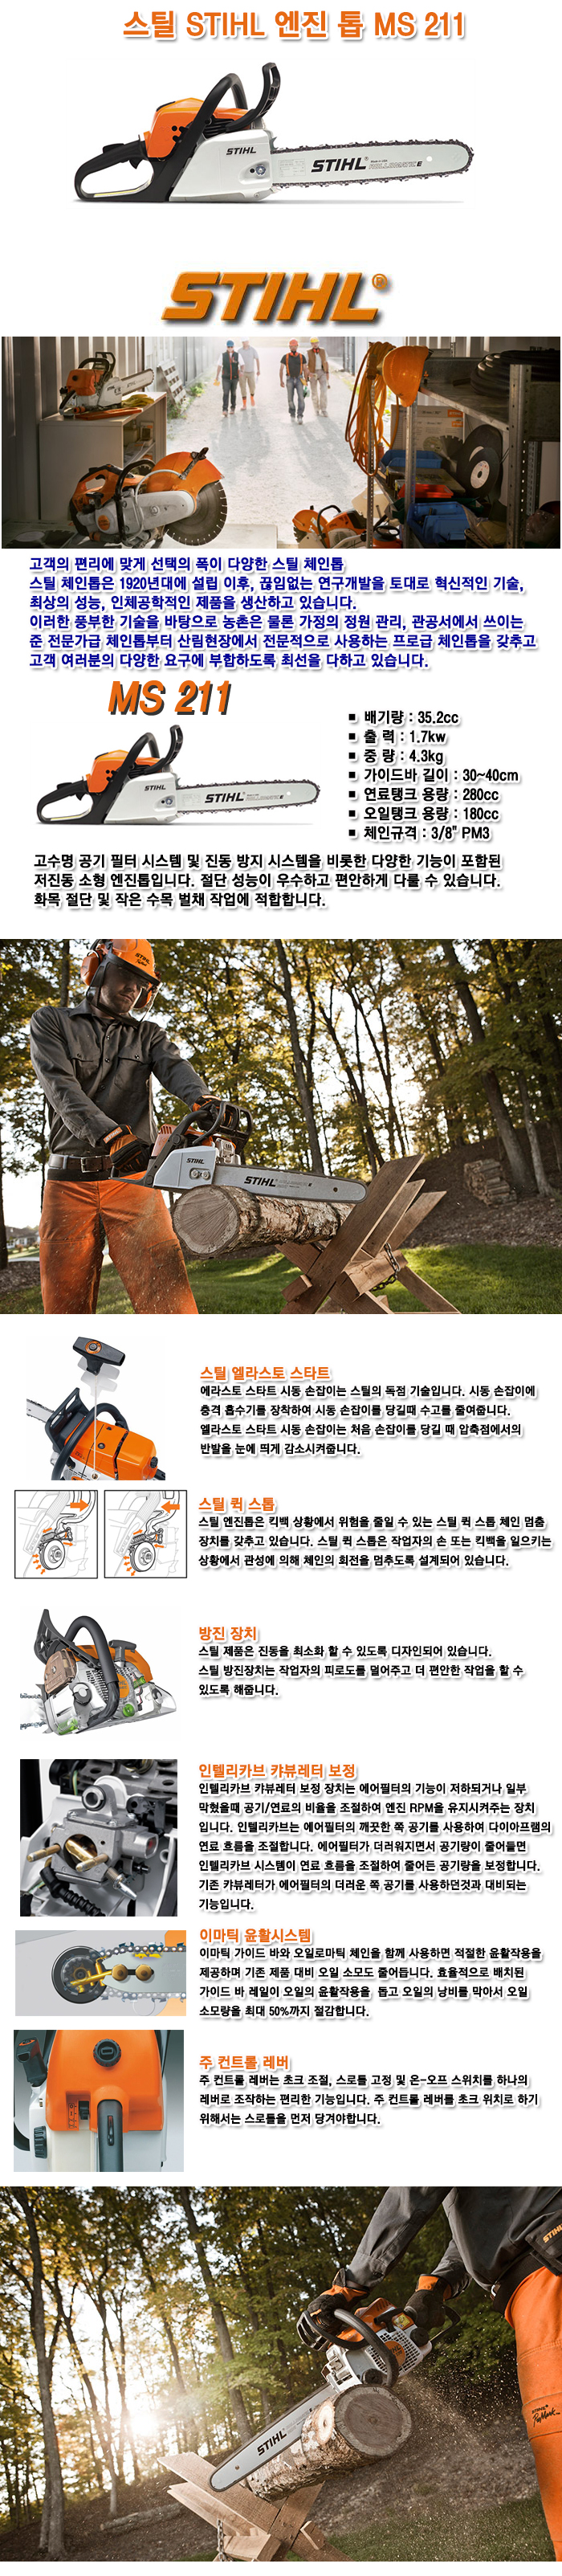 스틸 STIHL 엔진 톱 MS 211
STIHL
STIHL ROLLOMATIC E
STIHL®
고객의 편리에 맞게 선택의 폭이 다양한 스틸 체인톱
스틸 체인톱은 1920년대에 설립 이후, 끊임없는 연구개발을 토대로 혁신적인 기술,
최상의 성능, 인체공학적인 제품을 생산하고 있습니다.
이러한 풍부한 기술을 바탕으로 농촌은 물론 가정의 정원 관리, 관공서에서 쓰이는
준 전문가급 체인톱부터 산림현장에서 전문적으로 사용하는 프로급 체인톱을 갖추고
고객 여러분의 다양한 요구에 부합하도록 최선을 다하고 있습니다.
MS 211
STIHL
STIHL ROLLOMATIC E
■ 배기량 : 35.2cc
■ 출 력 : 1.7kw
■ 중 량 : 4.3kg
■ 가이드바 길이 : 30~40cm
■ 연료탱크 용량 : 280cc
■ 오일탱크 용량 : 180cc
■ 체인규격 : 3/8" PM3
고수명 공기 필터 시스템 및 진동 방지 시스템을 비롯한 다양한 기능이 포함된
저진동 소형 엔진톱입니다. 절단 성능이 우수하고 편안하게 다룰 수 있습니다.
화목 절단 및 작은 수목 벌채 작업에 적합합니다.
STIHL
STIHL
STIHL
스틸 엘라스토 스타트
에라스토 스타트 시동 손잡이는 스틸의 독점 기술입니다. 시동 손잡이에
충격 흡수기를 장착하여 시동 손잡이를 당길때 수고를 줄여줍니다.
엘라스토 스타트 시동 손잡이는 처음 손잡이를 당길 때 압축점에서의
반발을 눈에 띄게 감소시켜줍니다.
스틸 퀵 스톱
스틸 엔진톱은 킥백 상황에서 위험을 줄일 수 있는 스틸 퀵 스톱 체인 멈춤
장치를 갖추고 있습니다. 스틸 퀵 스톱은 작업자의 손 또는 킥백을 일으키는
상황에서 관성에 의해 체인의 회전을 멈추도록 설계되어 있습니다.
방진 장치
스틸 제품은 진동을 최소화 할 수 있도록 디자인되어 있습니다.
스틸 방진장치는 작업자의 피로도를 덜어주고 더 편안한 작업을 할 수
있도록 해줍니다.
인텔리카브 캬뷰레터 보정
인텔리카브 캬뷰레터 보정 장치는 에어필터의 기능이 저하되거나 일부
막혔을때 공기/연료의 비율을 조절하여 엔진 RPM을 유지시켜주는 장치
입니다. 인텔리카브는 에어필터의 깨끗한 쪽 공기를 사용하여 다이아프램의
연료 흐름을 조절합니다. 에어필터가 더러워지면서 공기량이 줄어들면
인텔리카브 시스템이 연료 흐름을 조절하여 줄어든 공기량을 보정합니다.
기존 캬뷰레터가 에어필터의 더러운 쪽 공기를 사용하던것과 대비되는
기능입니다.
이마틱 윤활시스템
이마틱 가이드 바와 오일로마틱 체인을 함께 사용하면 적절한 윤활작용을
제공하며 기존 제품 대비 오일 소모도 줄어듭니다. 효율적으로 배치된
가이드 바 레일이 오일의 윤활작용을 돕고 오일의 낭비를 막아서 오일
소모량을 최대 50%까지 절감합니다.
주 컨트롤 레버
주 컨트롤 레버는 초크 조절, 스로틀 고정 및 온-오프 스위치를 하나의
레버로 조작하는 편리한 기능입니다. 주 컨트롤 레버를 초크 위치로 하기
위해서는 스로틀을 먼저 당겨야합니다.
STIHL
STIHL